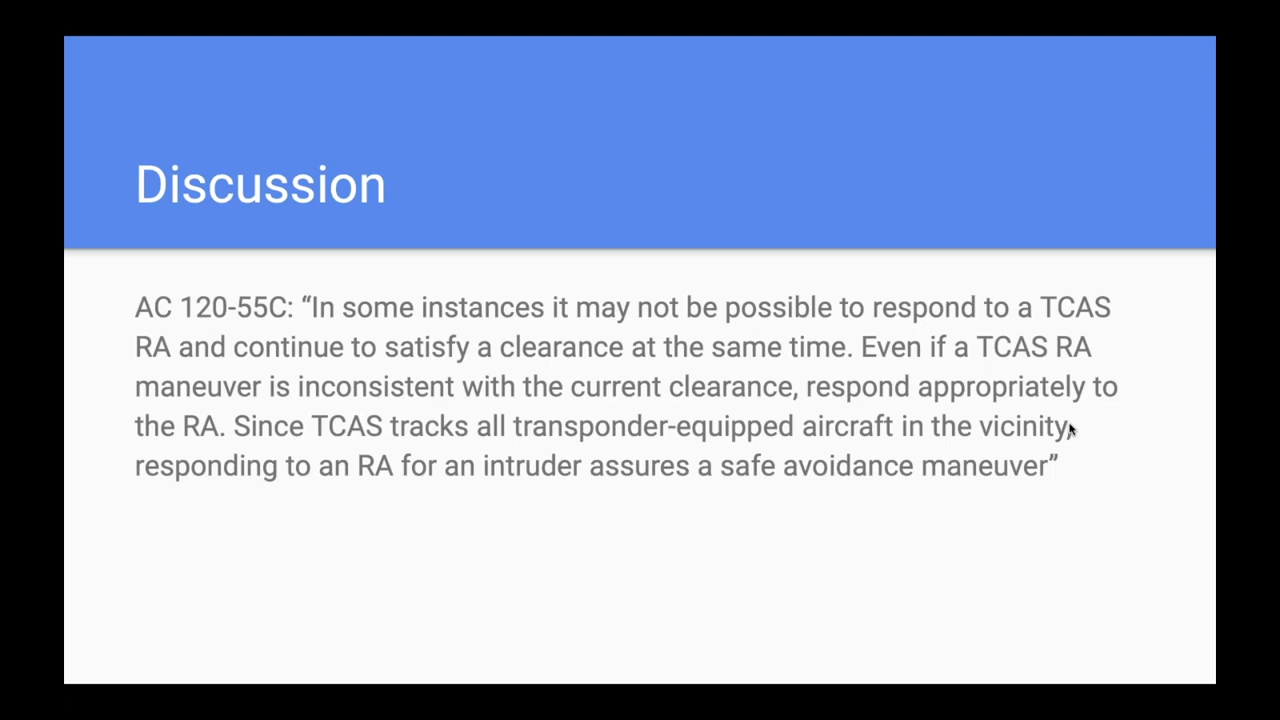 Discussion
AC 120-55C: “In some instances it may not be possible to respond to a TCAS
RA and continue to satisfy a clearance at the same time. Even if a TCAS RA
maneuver is inconsistent with the current clearance, respond appropriately to
the RA. Since TCAS tracks all transponder-equipped aircraft in the vicinity,
responding to an RA for an intruder assures a safe avoidance maneuver”